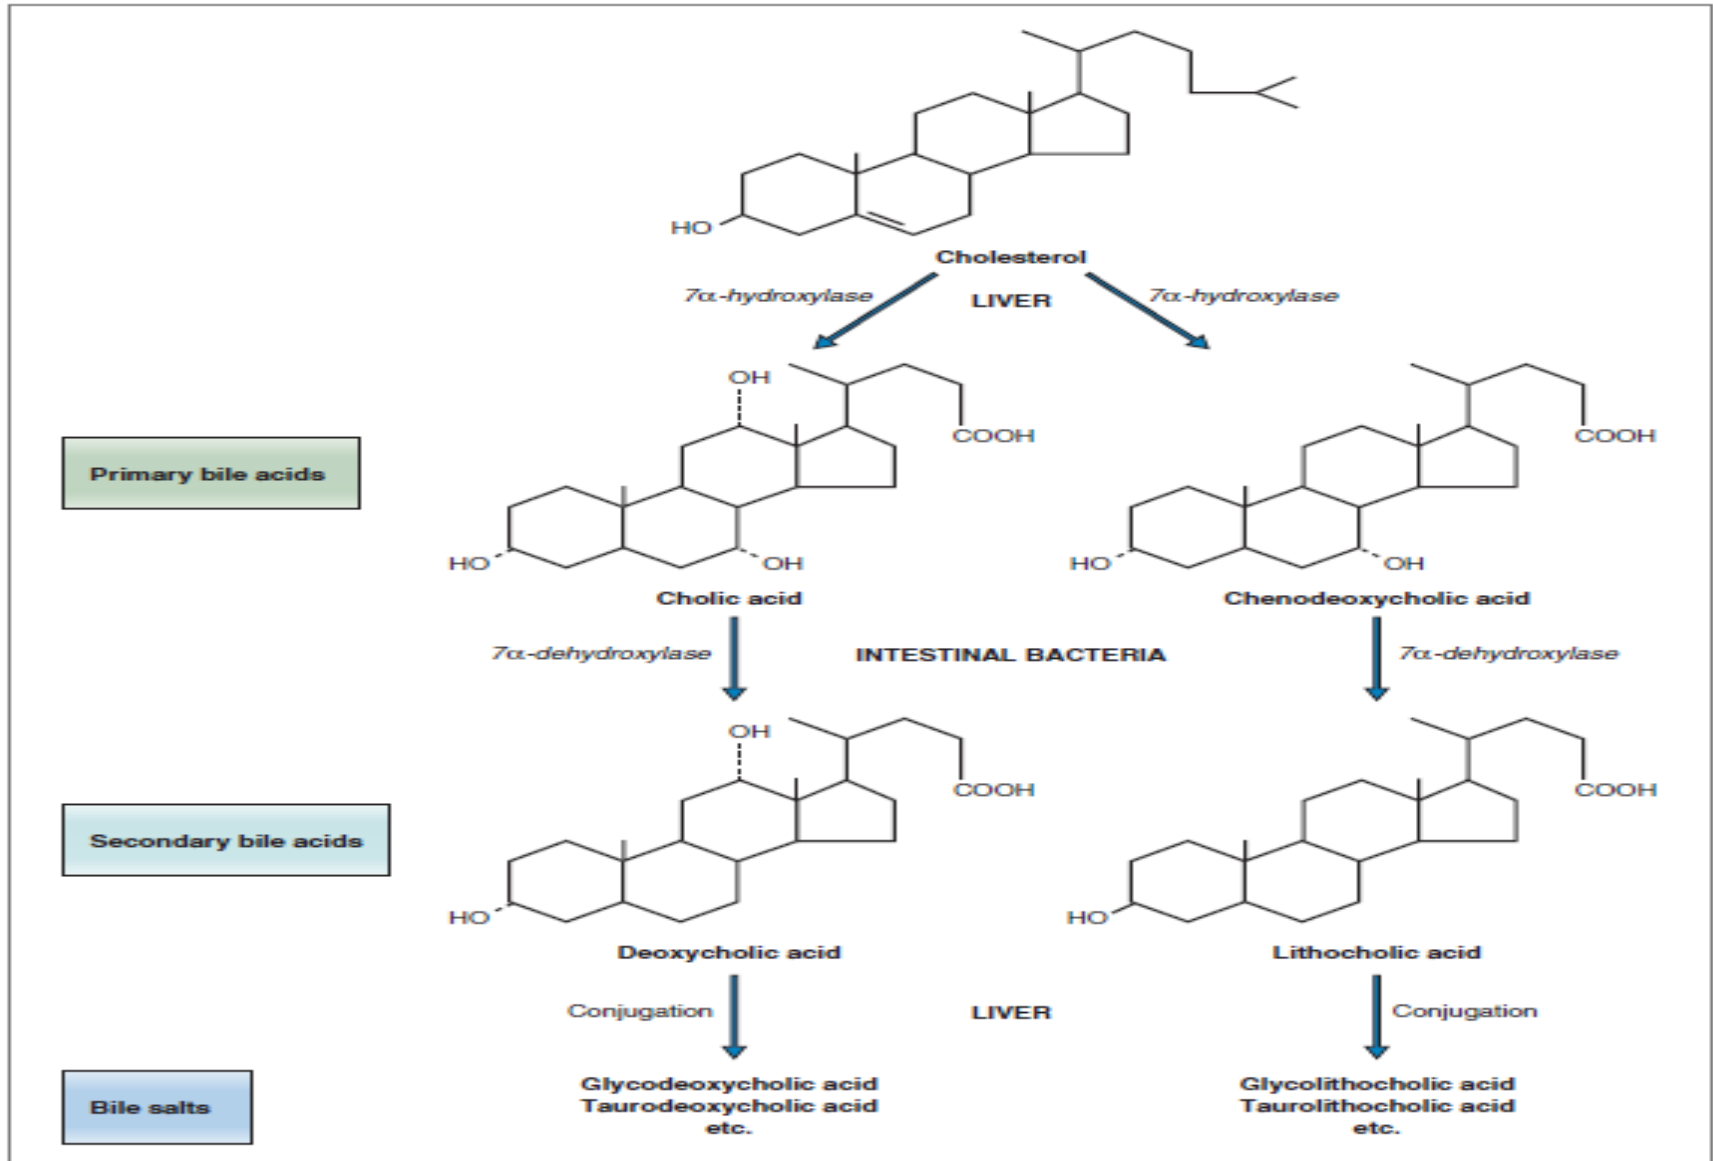 HO
Cholesterol
7α-hydroxylase
LIVER
7α-hydroxylase
OH
COOH
COOH
Primary bile acids
HO
OH
HO
OH
Cholic acid
Chenodeoxycholic acid
7α-dehydroxylase
INTESTINAL BACTERIA
7α-dehydroxylase
OH
COOH
COOH
Secondary bile acids
HO
HO
Deoxycholic acid
Lithocholic acid
Conjugation
LIVER
Conjugation
Bile salts
Glycodeoxycholic acid
Taurodeoxycholic acid
etc.
Glycolithocholic acid
Taurolithocholic acid
etc.